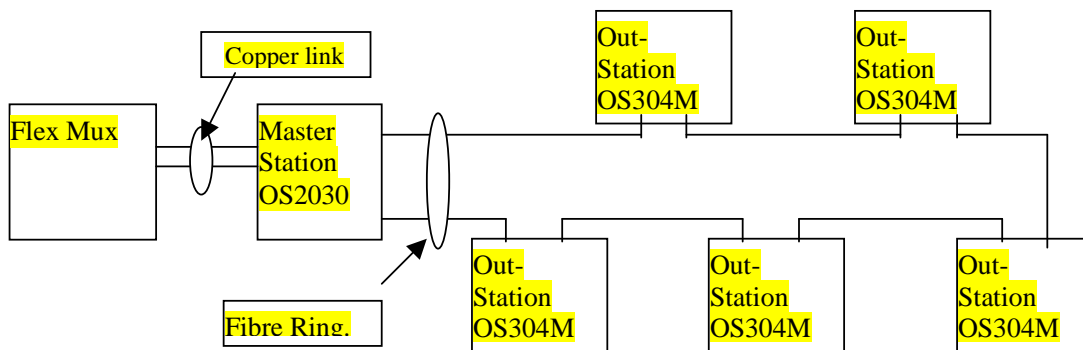 Copper link
Out-
Station
OS304M
Out-
Station
OS304M
Flex Mux
Master
Station
OS2030
Out-
Station
OS304M
Out-
Station
OS304M
Out-
Station
OS304M
Fibre Ring.